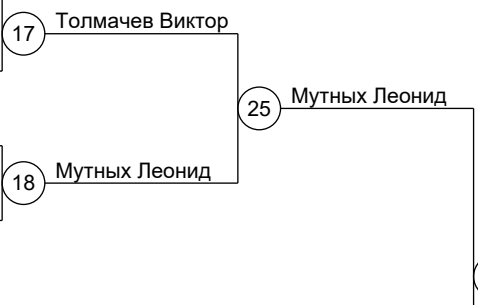 Толмачев Виктор
17
Мутных Леонид
25
Мутных Леонид
18